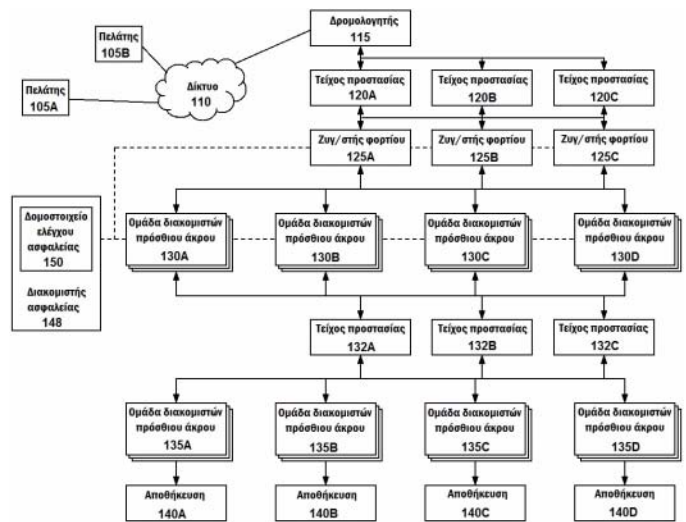 Δρομολογητής
115
Πελάτης
105B
Δίκτυο
110
Πελάτης
105A
Τείχος προστασίας
120A
Τείχος προστασίας
120B
Τείχος προστασίας
120C
Ζυγ/στής φορτίου
125A
Ζυγ/στής φορτίου
125B
Ζυγ/στής φορτίου
125C
Δομοστοιχείο
ελέγχου
ασφαλείας
150
Διακομιστής
ασφαλείας
148
Ομάδα διακομιστών
πρόσθιου άκρου
130A
Ομάδα διακομιστών
πρόσθιου άκρου
130B
Ομάδα διακομιστών
πρόσθιου άκρου
130C
Ομάδα διακομιστών
πρόσθιου άκρου
130D
Τείχος προστασίας
132A
Τείχος προστασίας
132B
Τείχος προστασίας
132C
Ομάδα διακομιστών
πρόσθιου άκρου
135A
Ομάδα διακομιστών
πρόσθιου άκρου
135B
Ομάδα διακομιστών
πρόσθιου άκρου
135C
Ομάδα διακομιστών
πρόσθιου άκρου
135D
Αποθήκευση
140A
Αποθήκευση
140B
Αποθήκευση
140C
Αποθήκευση
140D